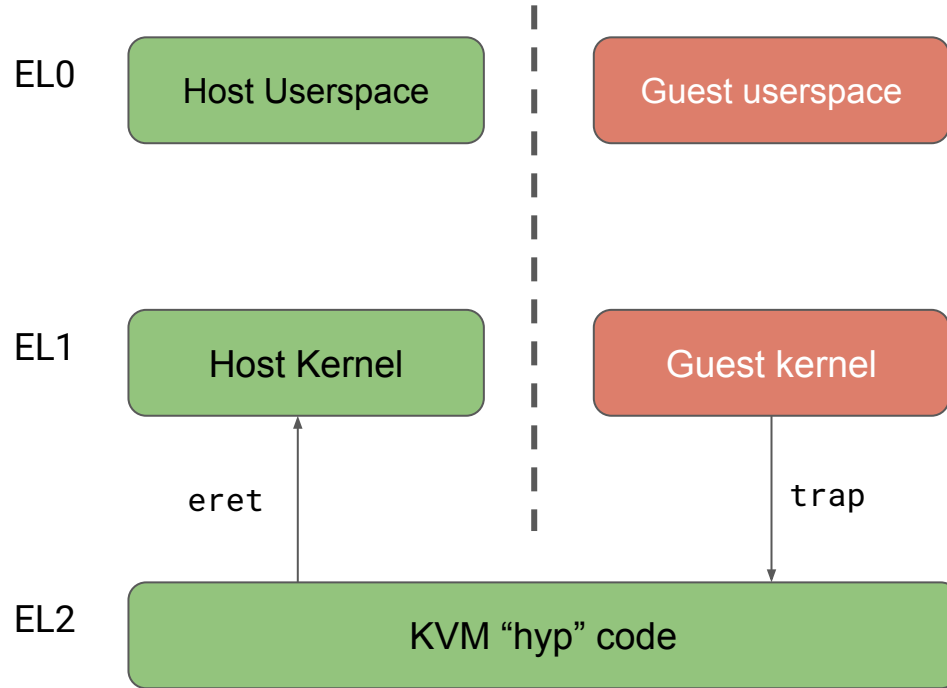 EL0
Host Userspace
Guest userspace
EL1
Host Kernel
Guest kernel
eret
trap
EL2
KVM “hyp” code